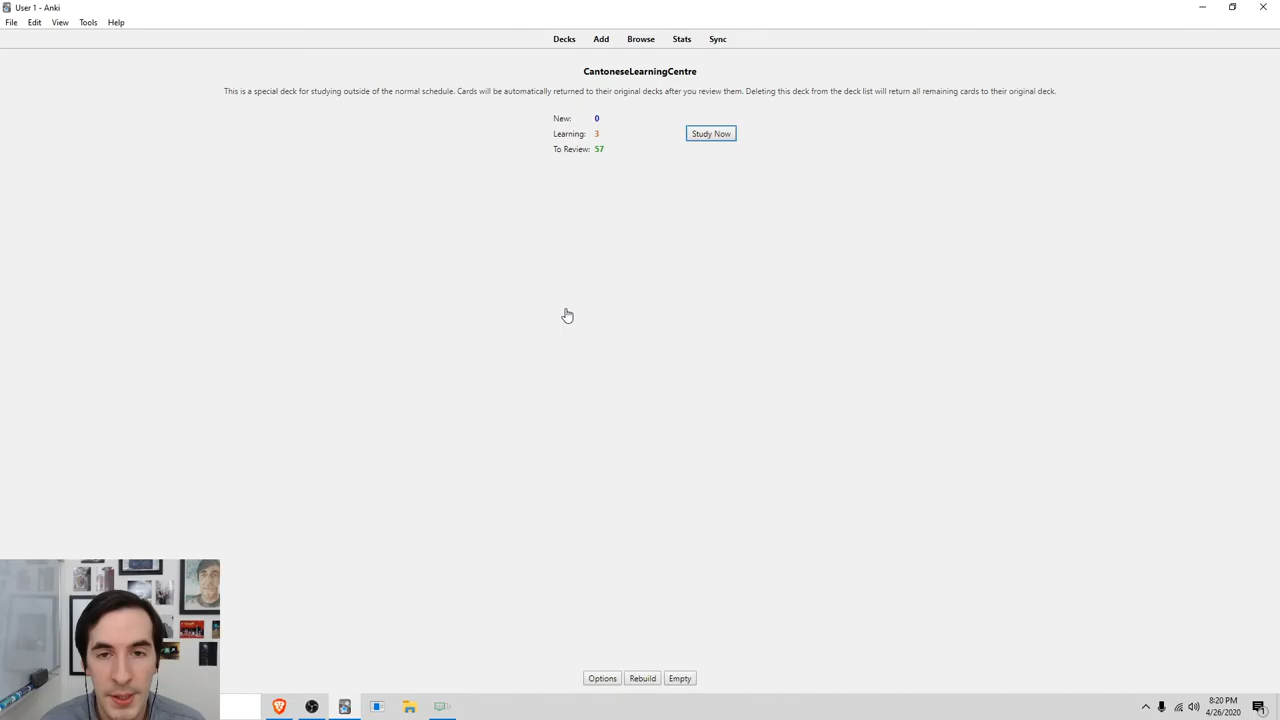 User 1 - Anki
File Edit View Tools Help
Decks Add Browse Stats Sync
CantoneseLearningCentre
This is a special deck for studying outside of the normal schedule. Cards will be automatically returned to their original decks after you review them. Deleting this deck from the deck list will return all remaining cards to their original deck.
New: 0
Learning: 3
To Review: 57
Study Now
Options Rebuild Empty
8:20 PM
4/26/2020
1